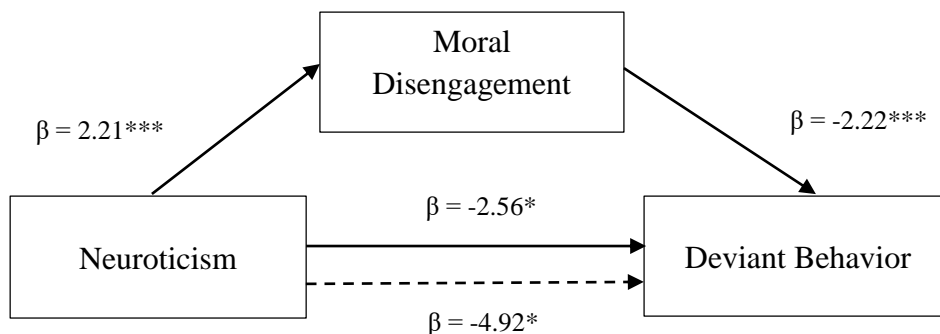 Moral
Disengagement
β = 2.21***
β = -2.22***
β = -2.56*
Neuroticism
Deviant Behavior
β = -4.92*